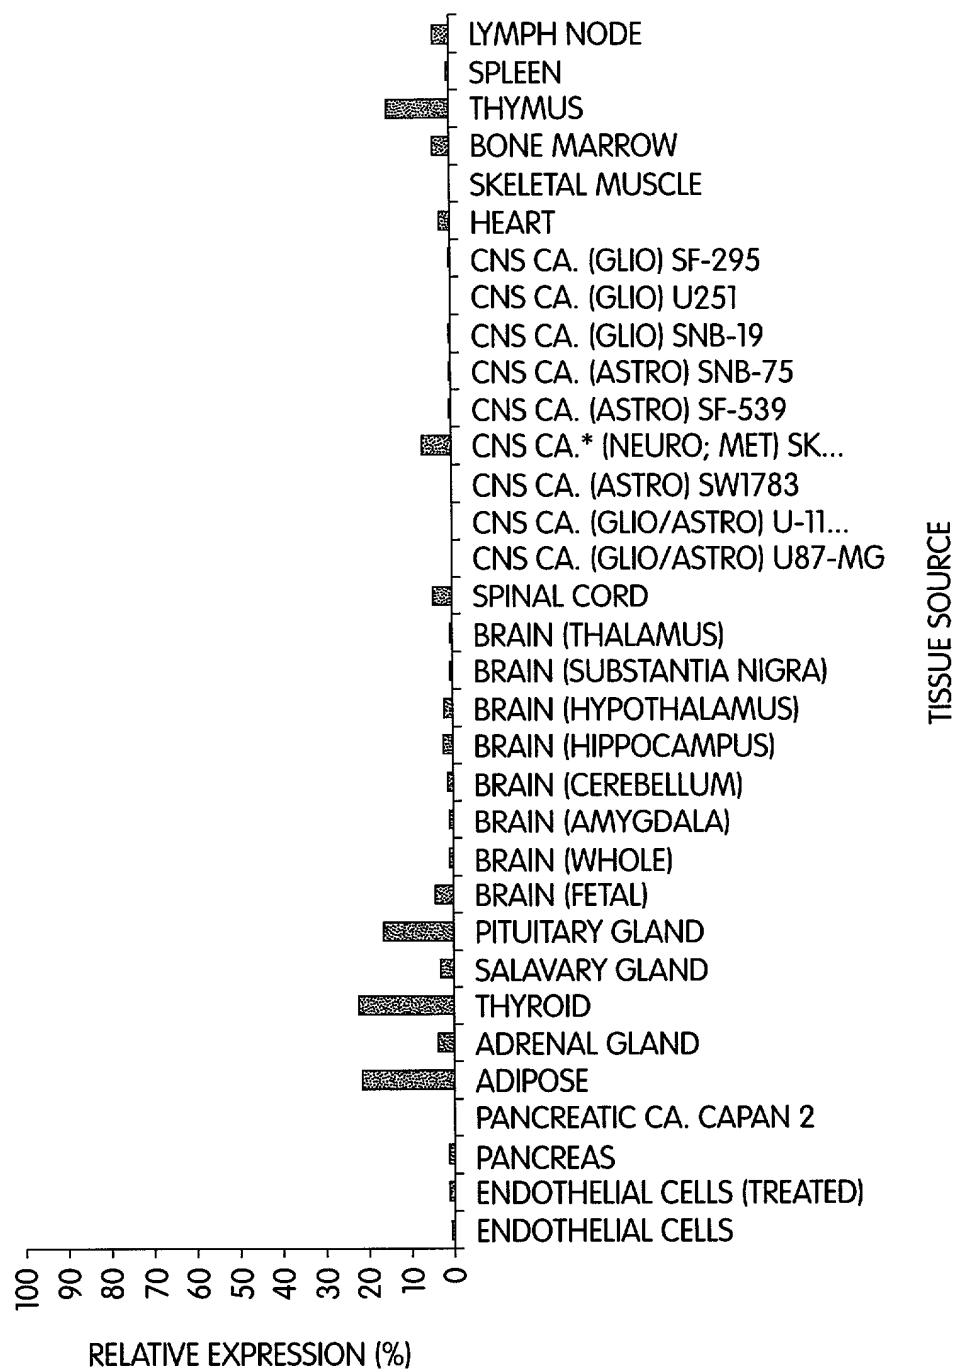 LYMPH NODE
SPLEEN
THYMUS
BONE MARROW
SKELETAL MUSCLE
HEART
CNS CA. (GLIO) SF-295
CNS CA. (GLIO) U251
CNS CA. (GLIO) SNB-19
CNS CA. (ASTRO) SNB-75
CNS CA. (ASTRO) SF-539
CNS CA.* (NEURO; MET) SK...
CNS CA. (ASTRO) SW1783
CNS CA. (GLIO/ASTRO) U-11...
CNS CA. (GLIO/ASTRO) U87-MG
SPINAL CORD
BRAIN (THALAMUS)
BRAIN (SUBSTANTIA NIGRA)
BRAIN (HYPOTHALAMUS)
BRAIN (HIPPOCAMPUS)
BRAIN (CEREBELLUM)
BRAIN (AMYGDALA)
BRAIN (WHOLE)
BRAIN (FETAL)
PITUITARY GLAND
SALAVARY GLAND
THYROID
ADRENAL GLAND
ADIPOSE
PANCREATIC CA. CAPAN 2
PANCREAS
ENDOTHELIAL CELLS (TREATED)
ENDOTHELIAL CELLS
TISSUE SOURCE
100 90 80 70 60 50 40 30 20 10 0
RELATIVE EXPRESSION (%)